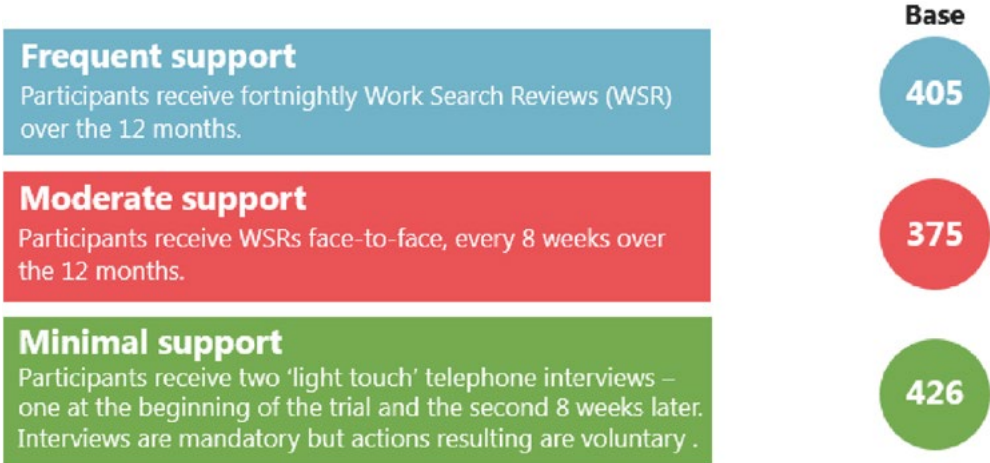 Base
Frequent support
Participants receive fortnightly Work Search Reviews (WSR)
over the 12 months.
405
Moderate support
Participants receive WSRs face-to-face, every 8 weeks over
the 12 months.
375
Minimal support
Participants receive two ‘light touch’ telephone interviews –
one at the beginning of the trial and the second 8 weeks later.
Interviews are mandatory but actions resulting are voluntary .
426